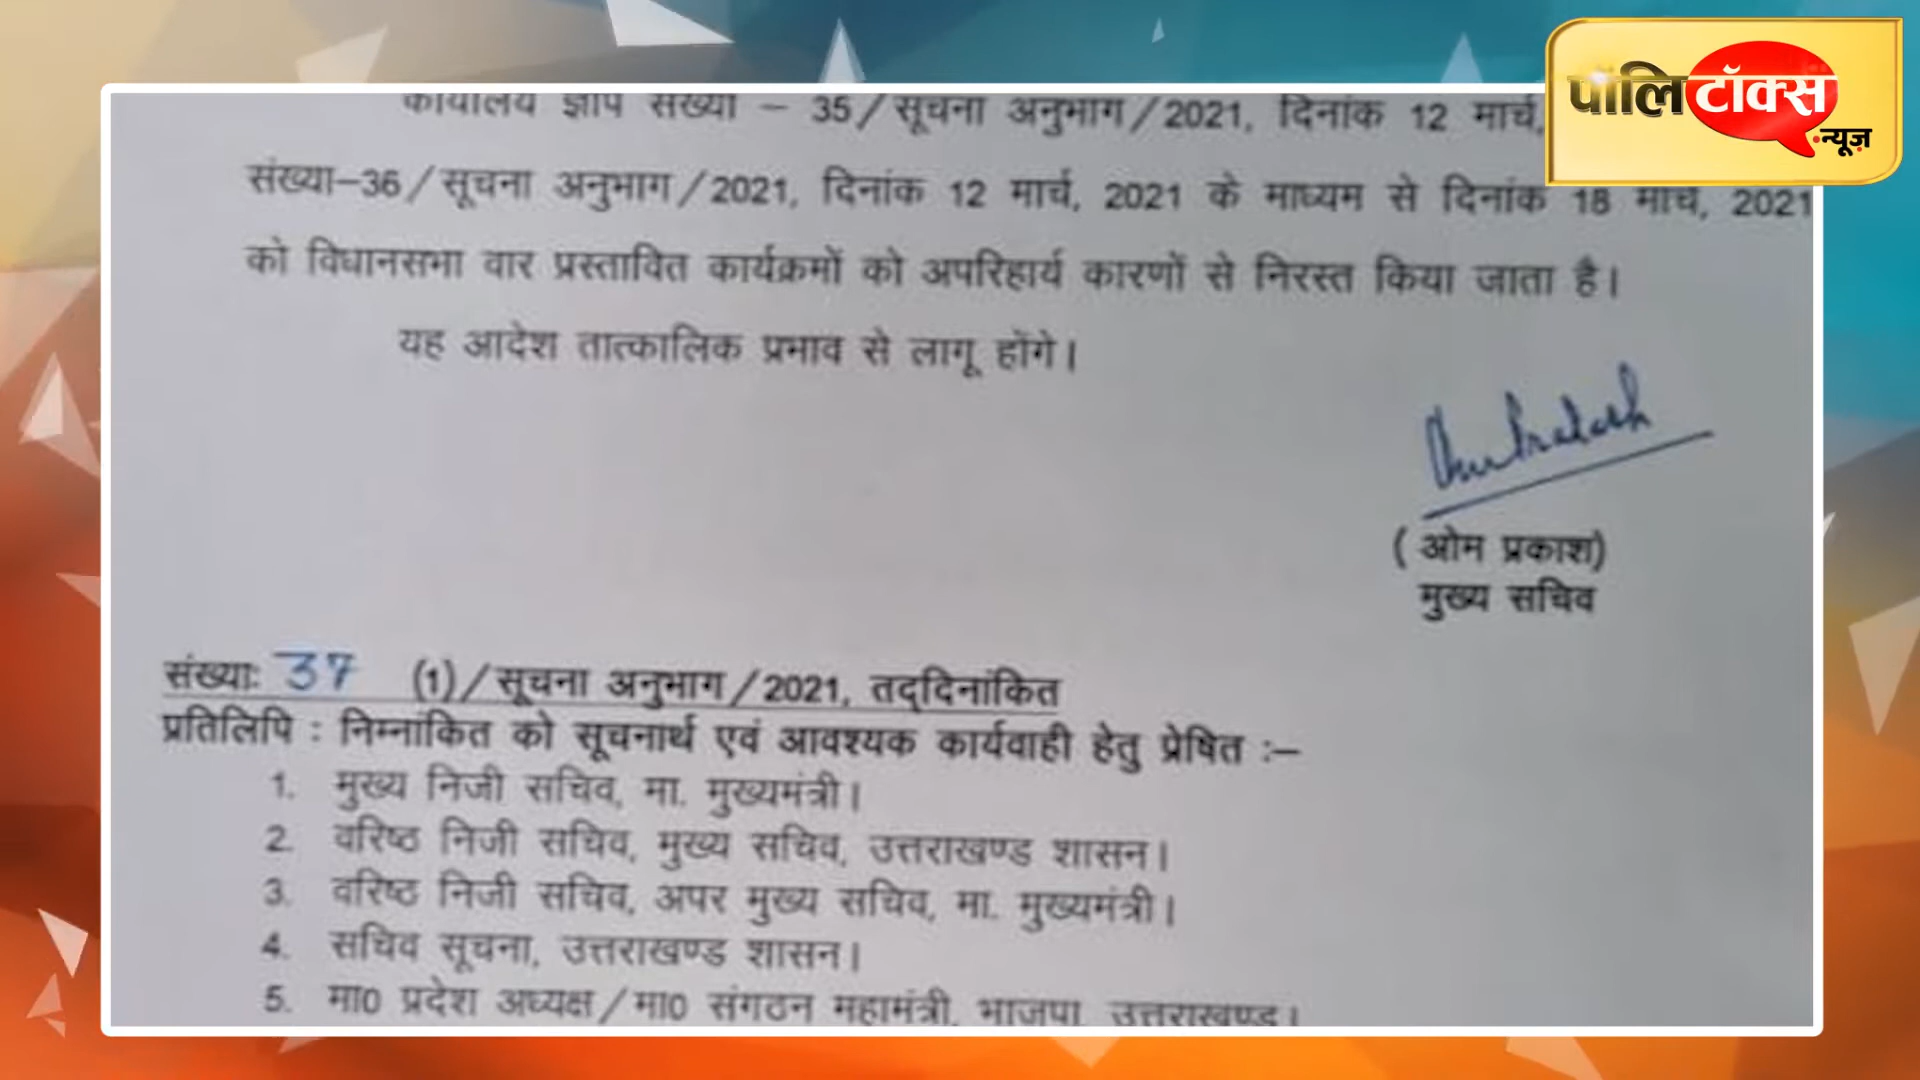 पॉलि टॉक्स
न्यूज़
कार्यालय ज्ञाप संख्या – 35/सूचना अनुभाग/2021, दिनांक 12 मार्च,
संख्या–36/सूचना अनुभाग/2021, दिनांक 12 मार्च, 2021 के माध्यम से दिनांक 18 मार्च, 2021
को विधानसभा वार प्रस्तावित कार्यक्रमों को अपरिहार्य कारणों से निरस्त किया जाता है।
यह आदेश तात्कालिक प्रभाव से लागू होंगे।
Om Prakash
( ओम प्रकाश)
मुख्य सचिव
संख्याः 37 (1)/सूचना अनुभाग/2021, तद्दिनांकित
प्रतिलिपि : निम्नांकित को सूचनार्थ एवं आवश्यक कार्यवाही हेतु प्रेषित :–
1. मुख्य निजी सचिव, मा. मुख्यमंत्री।
2. वरिष्ठ निजी सचिव, मुख्य सचिव, उत्तराखण्ड शासन।
3. वरिष्ठ निजी सचिव, अपर मुख्य सचिव, मा. मुख्यमंत्री।
4. सचिव सूचना, उत्तराखण्ड शासन।
5. मा0 प्रदेश अध्यक्ष/मा0 संगठन महामंत्री, भाजपा, उत्तराखण्ड।